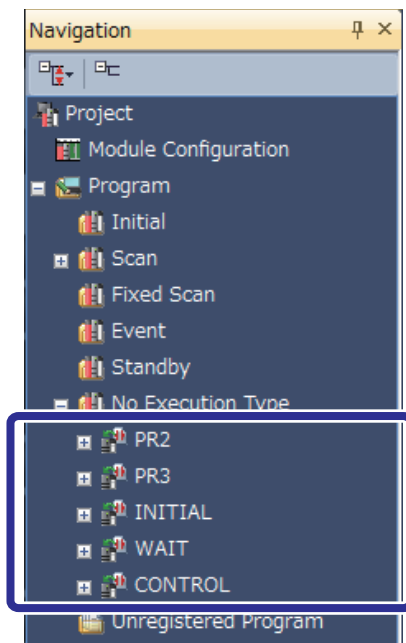 Navigation
Project
Module Configuration
Program
Initial
Scan
Fixed Scan
Event
Standby
No Execution Type
PR2
PR3
INITIAL
WAIT
CONTROL
Unregistered Program